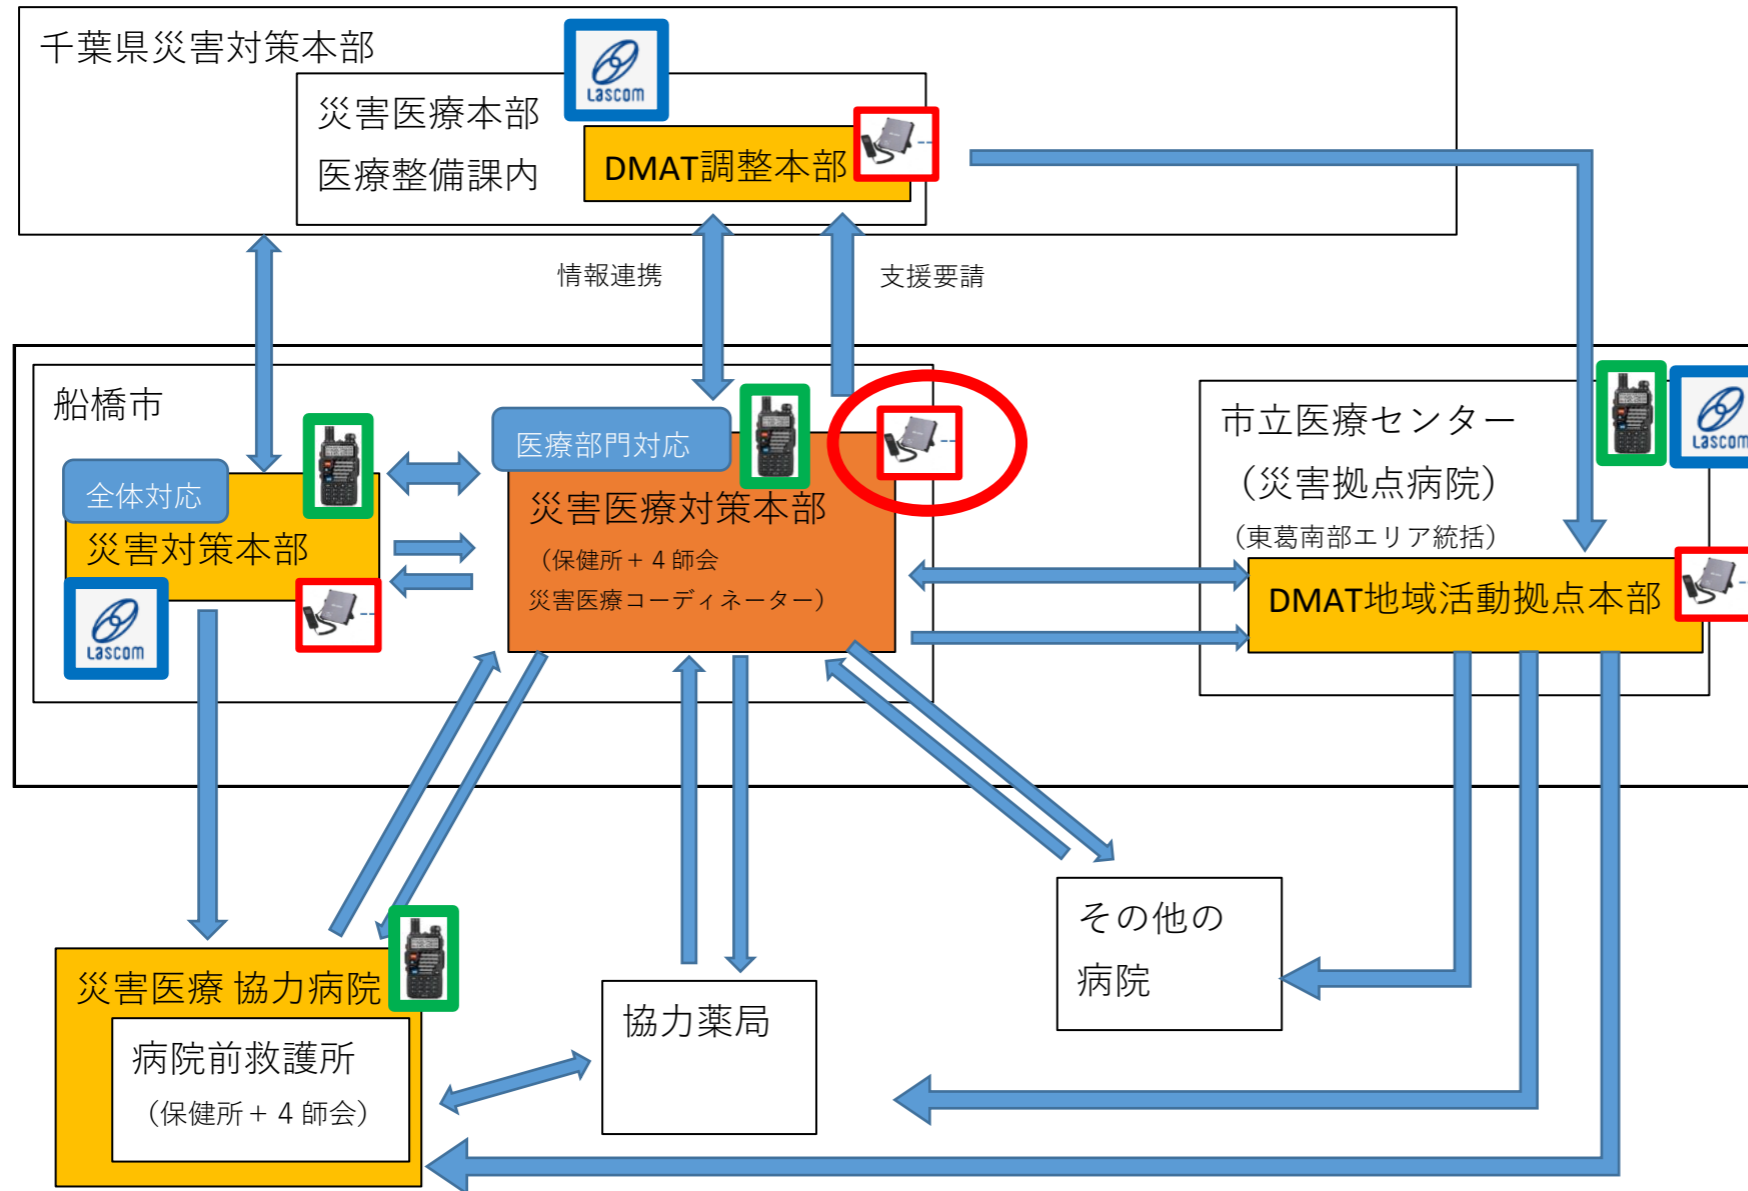 千葉県災害対策本部
Lascom
災害医療本部
医療整備課内
DMAT調整本部
情報連携
支援要請
船橋市
医療部門対応
全体対応
災害対策本部
Lascom
災害医療対策本部
（保健所＋４師会
災害医療コーディネーター）
市立医療センター
（災害拠点病院）
（東葛南部エリア統括）
Lascom
DMAT地域活動拠点本部
災害医療 協力病院
病院前救護所
（保健所＋４師会）
協力薬局
その他の
病院